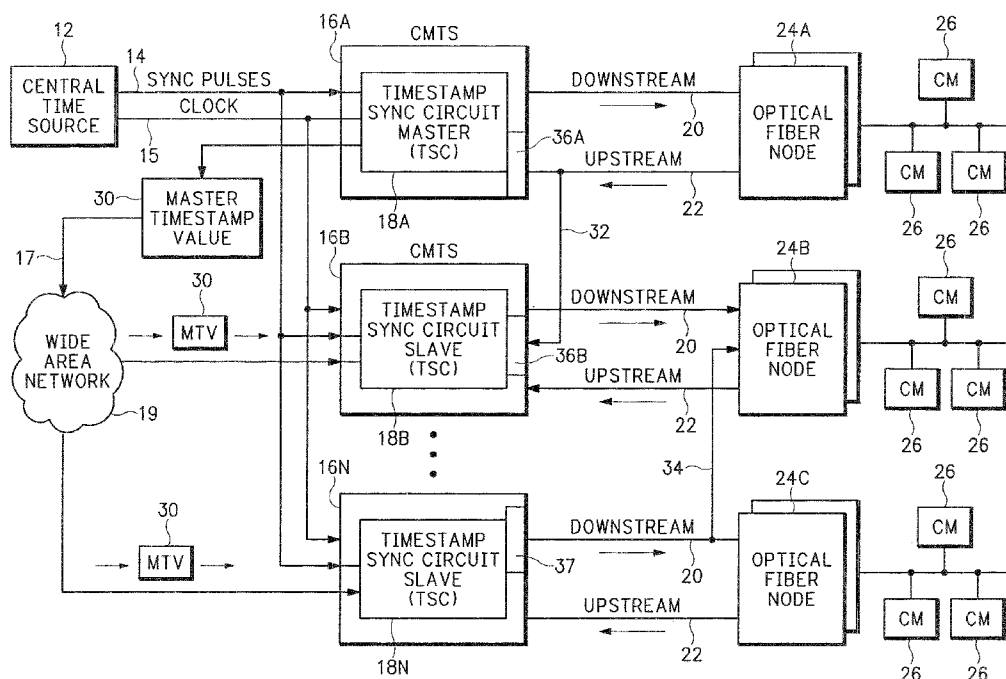 12
CENTRAL
TIME
SOURCE
14
SYNC PULSES
CLOCK
15
16A
CMTS
TIMESTAMP
SYNC CIRCUIT
MASTER
(TSC)
36A
18A
DOWNSTREAM
20
UPSTREAM
22
24A
OPTICAL
FIBER
NODE
26
CM
CM
CM
26
26
30
MASTER
TIMESTAMP
VALUE
17
32
16B
CMTS
TIMESTAMP
SYNC CIRCUIT
SLAVE
(TSC)
36B
18B
DOWNSTREAM
20
UPSTREAM
22
24B
OPTICAL
FIBER
NODE
26
CM
CM
CM
26
26
30
MTV
WIDE
AREA
NETWORK
19
34
16N
TIMESTAMP
SYNC CIRCUIT
SLAVE
(TSC)
37
18N
DOWNSTREAM
20
UPSTREAM
22
24C
OPTICAL
FIBER
NODE
26
CM
CM
CM
26
26
30
MTV